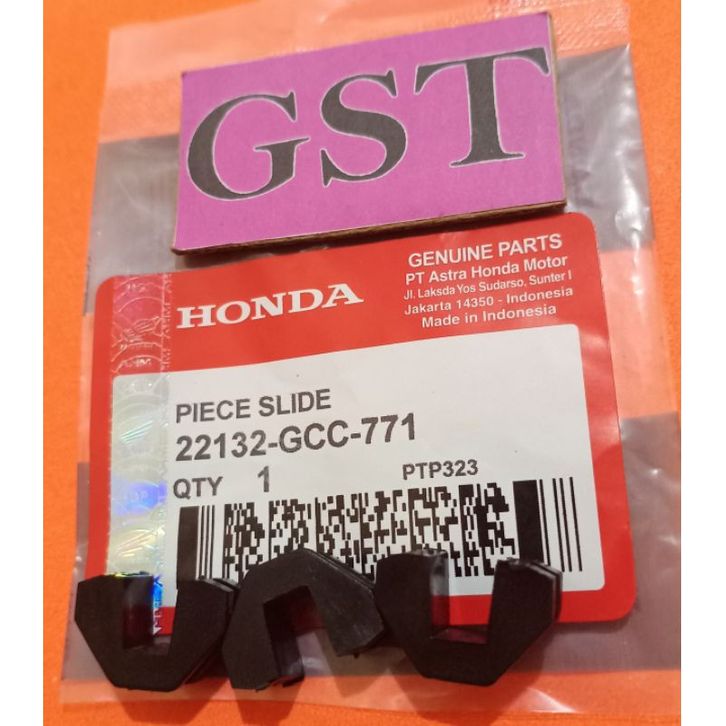 GST
HONDA
GENUINE PARTS
PT Astra Honda Motor
Jl. Laksda Yos Sudarso, Sunter I
Jakarta 14350 - Indonesia
Made in Indonesia
PIECE SLIDE
22132-GCC-771
QTY 1 PTP323